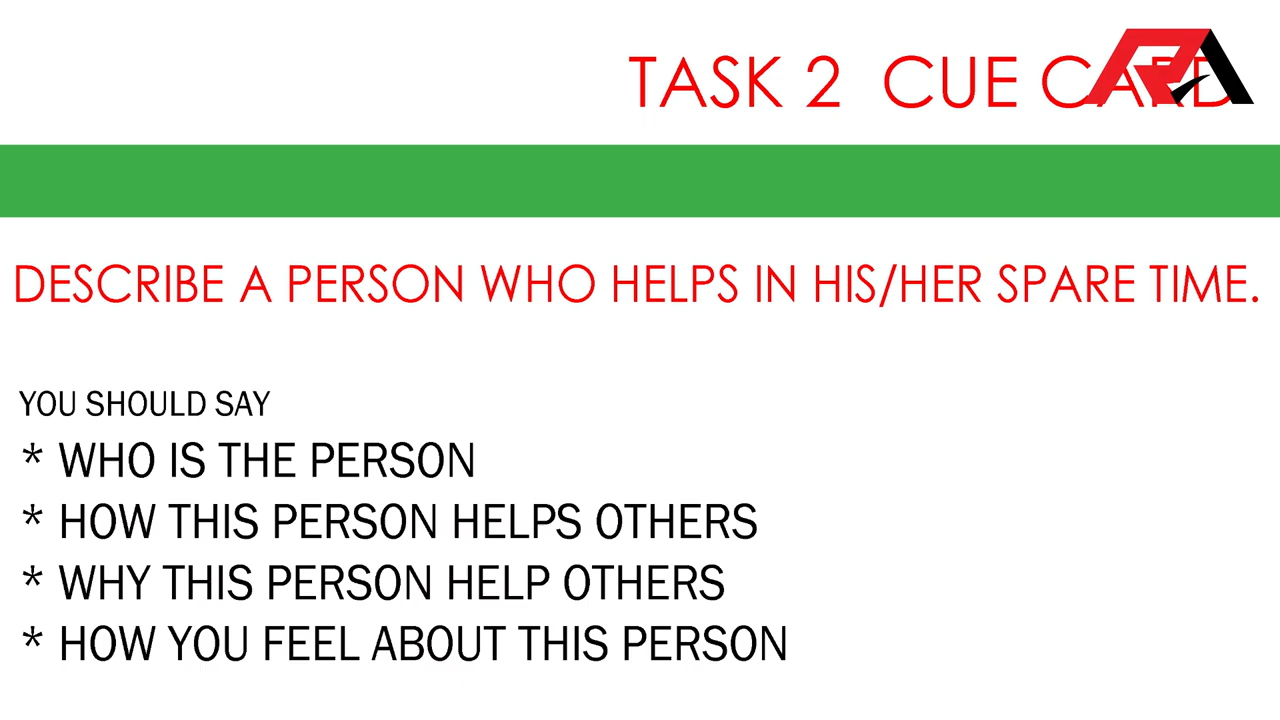 TASK 2 CUE CARD
DESCRIBE A PERSON WHO HELPS IN HIS/HER SPARE TIME.
YOU SHOULD SAY
* WHO IS THE PERSON
* HOW THIS PERSON HELPS OTHERS
* WHY THIS PERSON HELP OTHERS
* HOW YOU FEEL ABOUT THIS PERSON